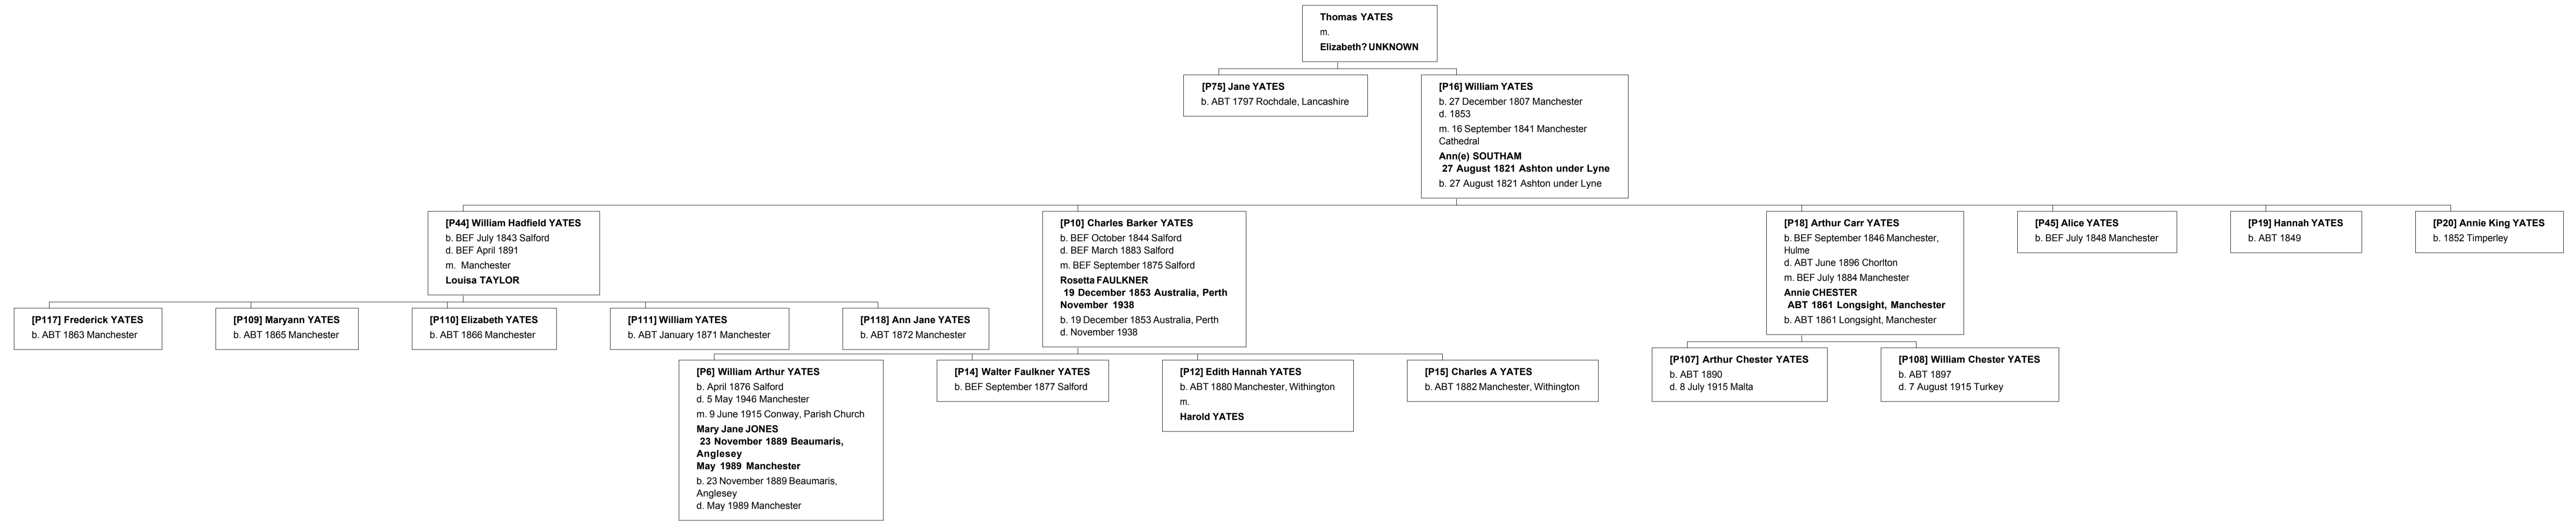 Thomas YATES
m.
Elizabeth? UNKNOWN
[P75] Jane YATES
b. ABT 1797 Rochdale, Lancashire
[P16] William YATES
b. 27 December 1807 Manchester
d. 1853
m. 16 September 1841 Manchester
Cathedral
Ann(e) SOUTHAM
27 August 1821 Ashton under Lyne
b. 27 August 1821 Ashton under Lyne
[P44] William Hadfield YATES
b. BEF July 1843 Salford
d. BEF April 1891
m. Manchester
Louisa TAYLOR
[P10] Charles Barker YATES
b. BEF October 1844 Salford
d. BEF March 1883 Salford
m. BEF September 1875 Salford
Rosetta FAULKNER
19 December 1853 Australia, Perth
November 1938
b. 19 December 1853 Australia, Perth
d. November 1938
[P18] Arthur Carr YATES
b. BEF September 1846 Manchester,
Hulme
d. ABT June 1896 Chorlton
m. BEF July 1884 Manchester
Annie CHESTER
ABT 1861 Longsight, Manchester
b. ABT 1861 Longsight, Manchester
[P45] Alice YATES
b. BEF July 1848 Manchester
[P19] Hannah YATES
b. ABT 1849
[P20] Annie King YATES
b. 1852 Timperley
[P117] Frederick YATES
b. ABT 1863 Manchester
[P109] Maryann YATES
b. ABT 1865 Manchester
[P110] Elizabeth YATES
b. ABT 1866 Manchester
[P111] William YATES
b. ABT January 1871 Manchester
[P118] Ann Jane YATES
b. ABT 1872 Manchester
[P6] William Arthur YATES
b. April 1876 Salford
d. 5 May 1946 Manchester
m. 9 June 1915 Conway, Parish Church
Mary Jane JONES
23 November 1889 Beaumaris,
Anglesey
May 1989 Manchester
b. 23 November 1889 Beaumaris,
Anglesey
d. May 1989 Manchester
[P14] Walter Faulkner YATES
b. BEF September 1877 Salford
[P12] Edith Hannah YATES
b. ABT 1880 Manchester, Withington
m.
Harold YATES
[P15] Charles A YATES
b. ABT 1882 Manchester, Withington
[P107] Arthur Chester YATES
b. ABT 1890
d. 8 July 1915 Malta
[P108] William Chester YATES
b. ABT 1897
d. 7 August 1915 Turkey